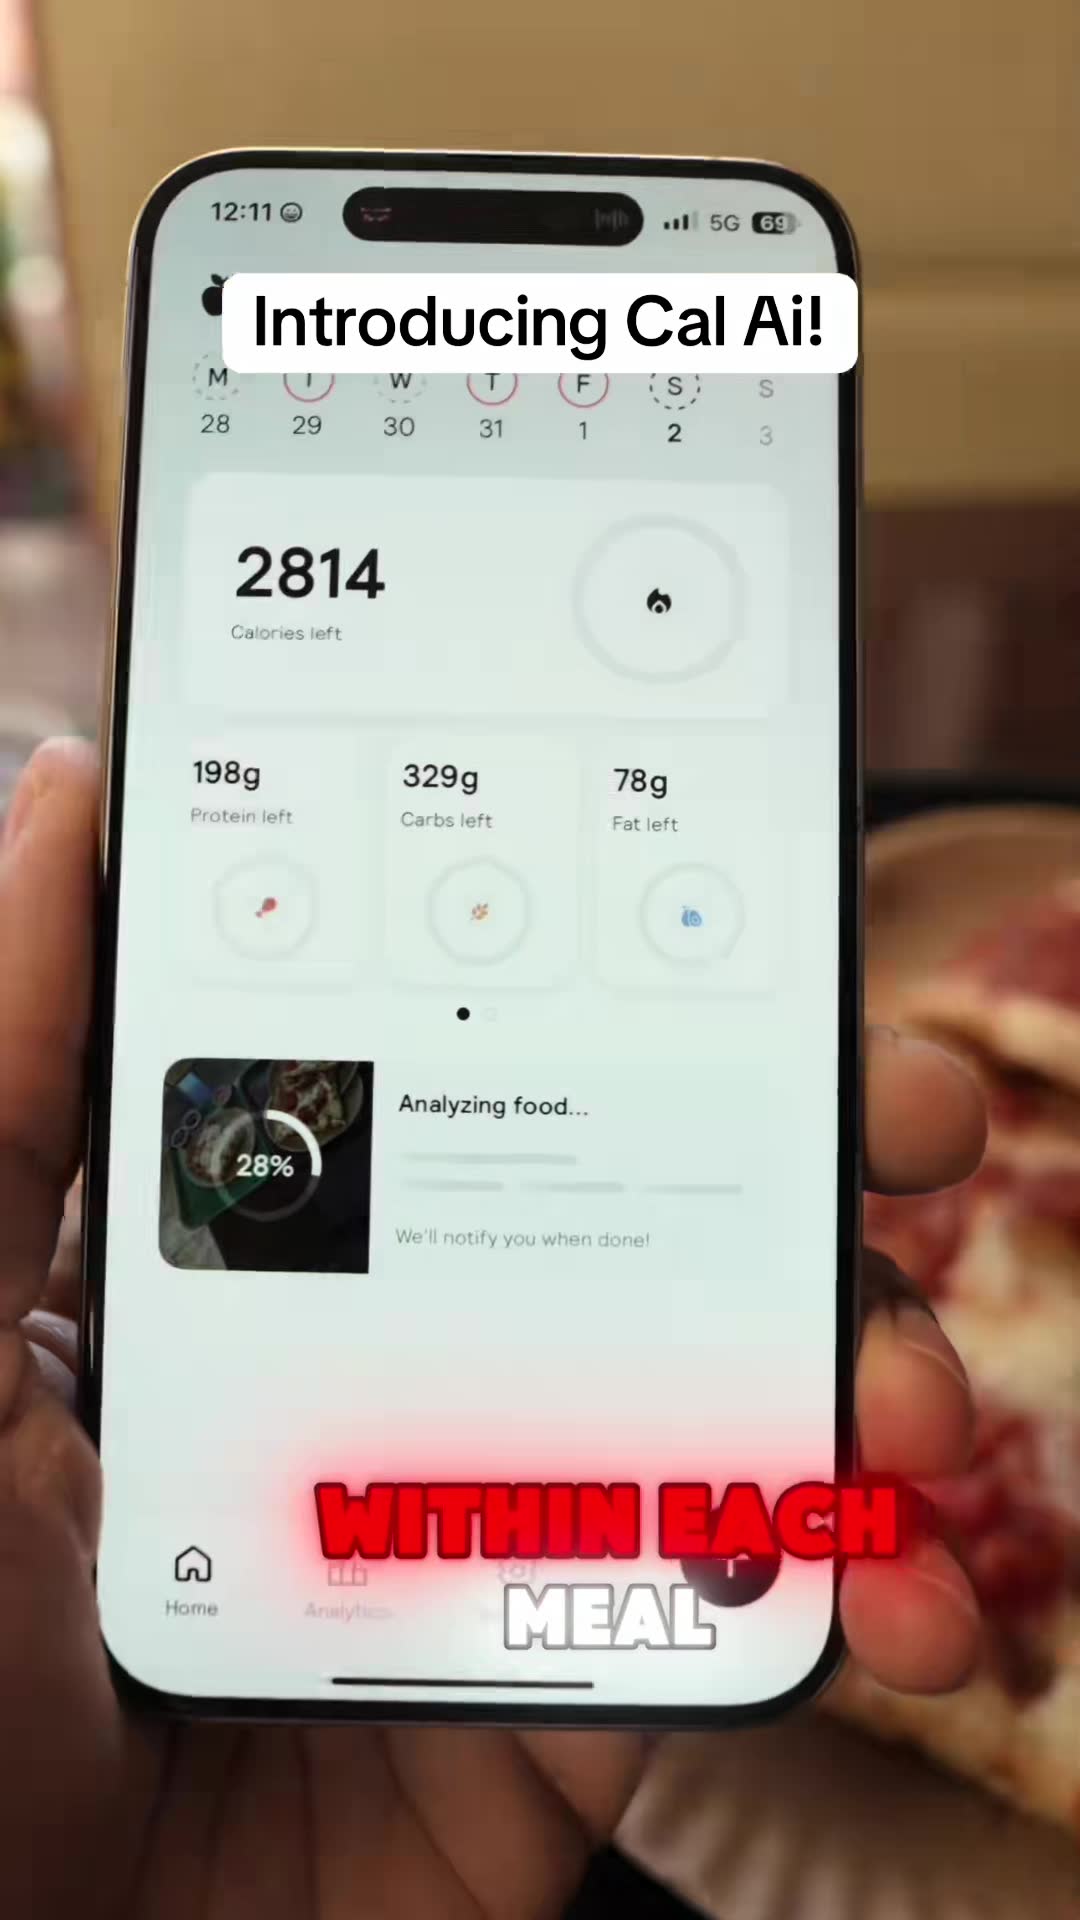 12:11
5G 69
Introducing Cal Ai!
M T W T F S S
28 29 30 31 1 2 3
2814
Calories left
198g 329g 78g
Protein left Carbs left Fat left
Analyzing food...
28%
We'll notify you when done!
WITHIN EACH
MEAL
Home Analytics